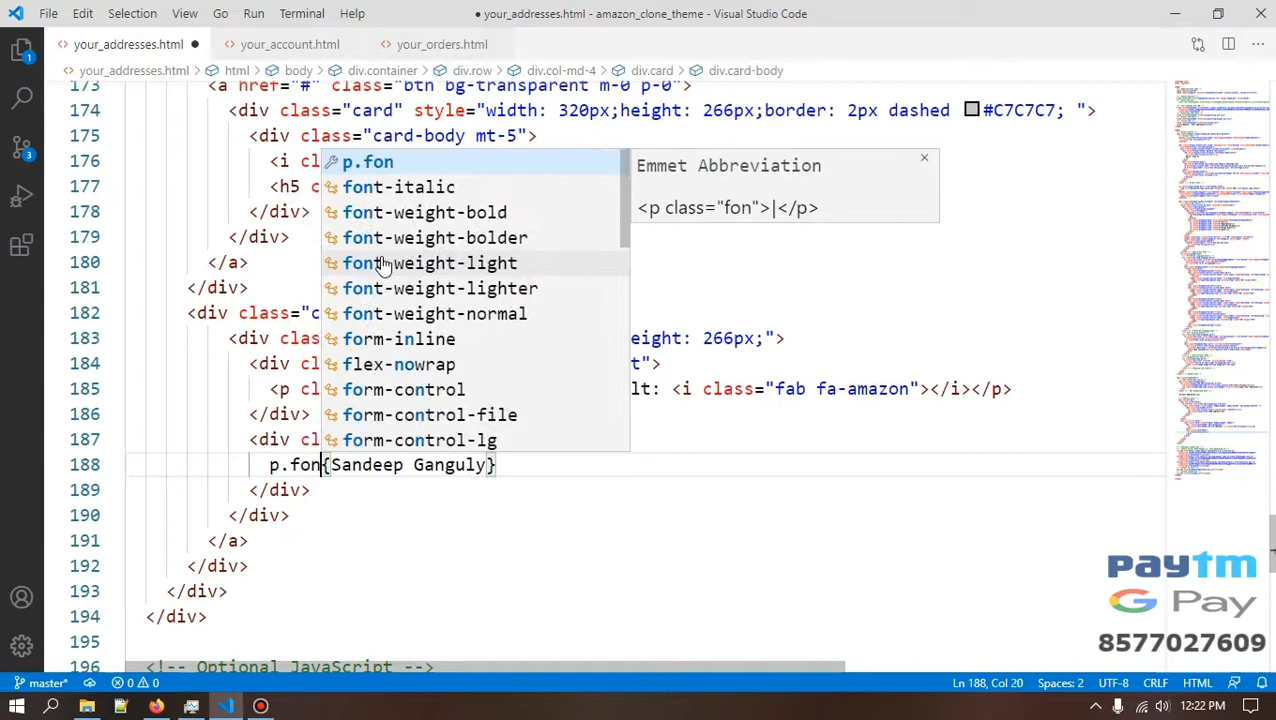 File Edit Selection View Go Run Terminal Help
● your_addresses.html - amazon_clone_theme - Visual Studio Code
<> your_addresses.html ● <> your_account.html <> your_orders.html
<> your_addresses.html > html > body > div.container > div.row > div.col-md-4 > div.card > div.card-body
173 <a href="#" class="btn bg-transparent m-0 p-0">
174 <div class="card" style="width: 320px;height: 266px;border: 2px dashed #C7C7C7; ">
175 <div class="card-body mt-5">
176 <i cl
177 <h5 c
178 </div>
179 </div>
180 </a>
181 </div>
182 <div class="c
183 <div clas eight: 266px;">
184 <div cl t">
185 <p cl lt: <i class="fab fa-amazon"></i></p>
186 </div>
187 <div cl
188 p.fon{Sandeep Ganguly}
189 </div>
190 </div>
191 </a>
192 </div>
193 </div>
194 </div>
195
196 <!-- Optional JavaScript -->
p.fon
font-italic
font-weight-bold
font-weight-bolder
font-weight-lig
font-weight-lig
font-weight-norm
form-inline
flex-nowrap
form-control
form-control-file
form-control-lg
Emmet Abbrevia
<p class="fon">|</p>
1
3
paytm
G Pay
8577027609
master* 0 0 Ln 188, Col 20 Spaces: 2 UTF-8 CRLF HTML
12:22 PM